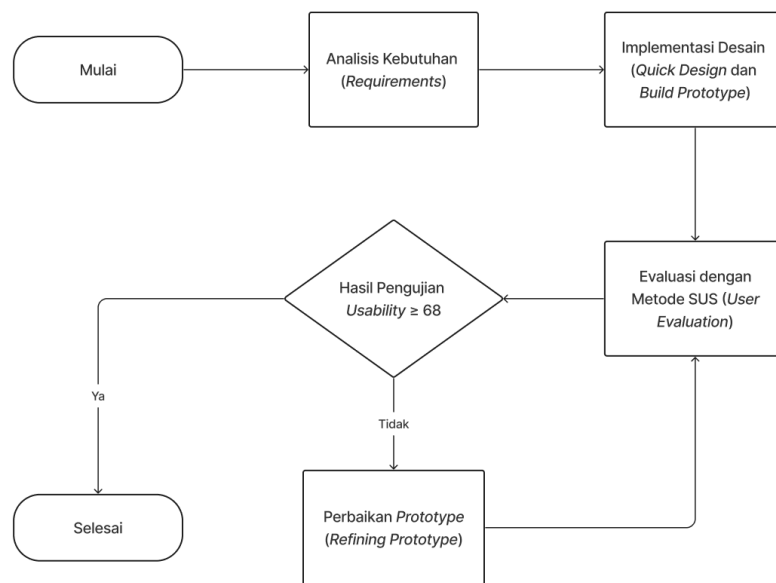 Mulai
Analisis Kebutuhan
(Requirements)
Implementasi Desain
(Quick Design dan
Build Prototype)
Hasil Pengujian
Usability ≥ 68
Evaluasi dengan
Metode SUS (User
Evaluation)
Ya
Tidak
Selesai
Perbaikan Prototype
(Refining Prototype)